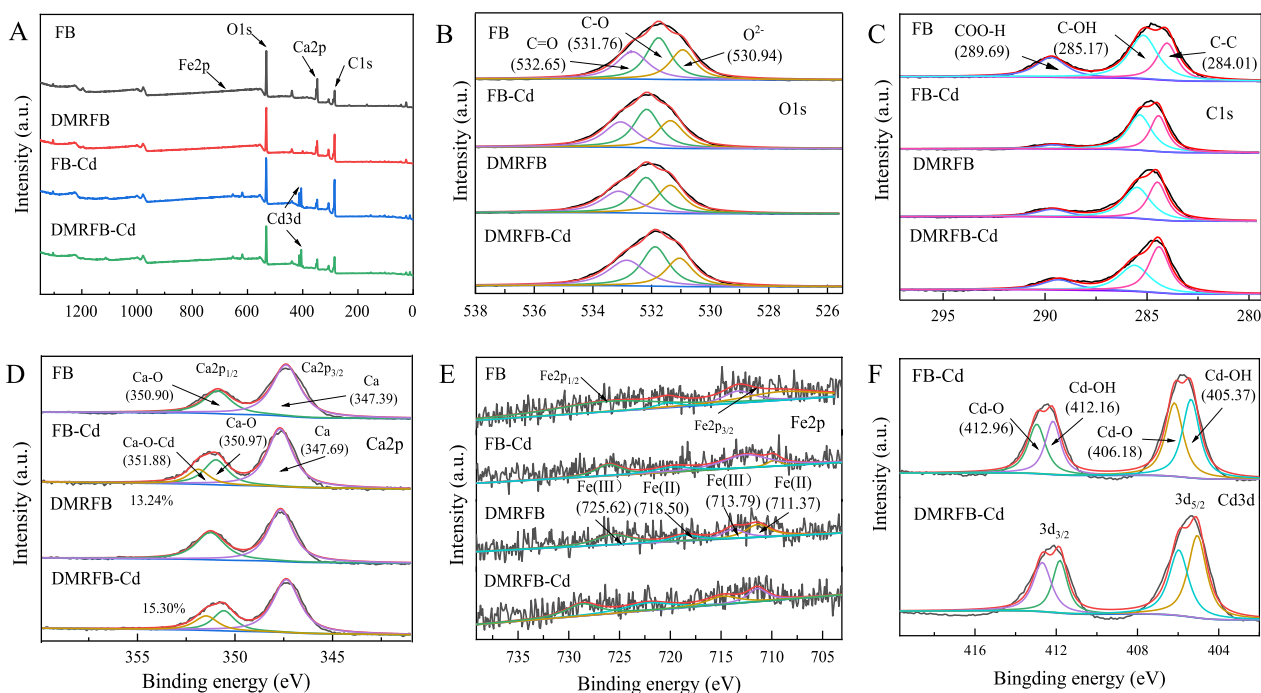 A
FB
O1s
Ca2p
C1s
Fe2p
DMRFB
FB-Cd
Cd3d
DMRFB-Cd
Intensity (a.u.)
1200 1000 800 600 400 200 0
B
FB
C-O
(531.76)
O2-
(530.94)
C=O
(532.65)
FB-Cd
O1s
DMRFB
DMRFB-Cd
Intensity (a.u.)
538 536 534 532 530 528 526
C
FB
COO-H
(289.69)
C-OH
(285.17)
C-C
(284.01)
FB-Cd
C1s
DMRFB
DMRFB-Cd
Intensity (a.u.)
295 290 285 280
D
FB
Ca-O
(350.90)
Ca2p1/2
Ca2p3/2
Ca
(347.39)
FB-Cd
Ca2p
Ca-O-Cd
(351.88)
Ca-O
(350.97)
Ca
(347.69)
13.24%
DMRFB
DMRFB-Cd
15.30%
Intensity (a.u.)
355 350 345
Binding energy (eV)
E
FB
Fe2p1/2
Fe2p3/2
Fe2p
FB-Cd
Fe(III)
(725.62)
Fe(II)
(718.50)
Fe(III)
(713.79)
Fe(II)
(711.37)
DMRFB
DMRFB-Cd
Intensity (a.u.)
735 730 725 720 715 710 705
Binding energy (eV)
F
FB-Cd
Cd-O
(412.96)
Cd-OH
(412.16)
Cd-O
(406.18)
Cd-OH
(405.37)
DMRFB-Cd
3d3/2
3d5/2
Cd3d
Intensity (a.u.)
416 412 408 404
Bingding energy (eV)